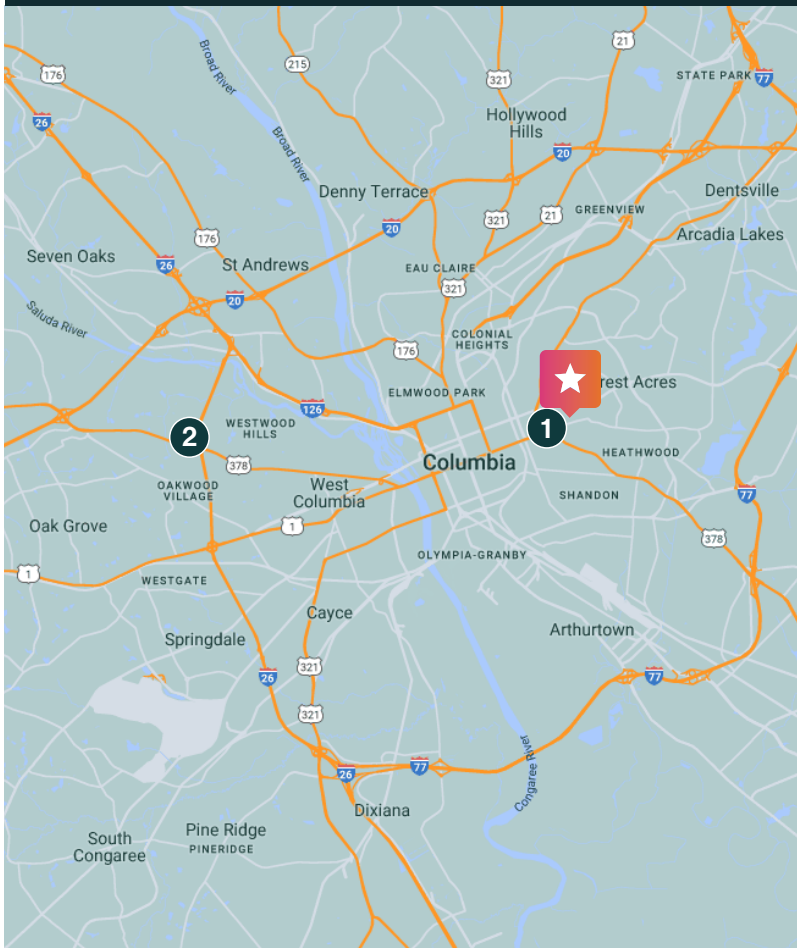 Broad River
215
21
321
STATE PARK
77
176
26
Hollywood
Hills
20
Broad River
Denny Terrace
Dentsville
GREENVIEW
321
21
20
176
Arcadia Lakes
Seven Oaks
26
St Andrews
EAU CLAIRE
321
20
Saluda River
COLONIAL
HEIGHTS
176
rest Acres
ELMWOOD PARK
126
1
2
WESTWOOD
HILLS
HEATHWOOD
Columbia
378
OAKWOOD
VILLAGE
West
Columbia
SHANDON
77
Oak Grove
1
378
OLYMPIA-GRANBY
1
WESTGATE
Cayce
Arthurtown
Springdale
321
26
77
321
Congaree River
26
77
Dixiana
South
Congaree
Pine Ridge
PINERIDGE